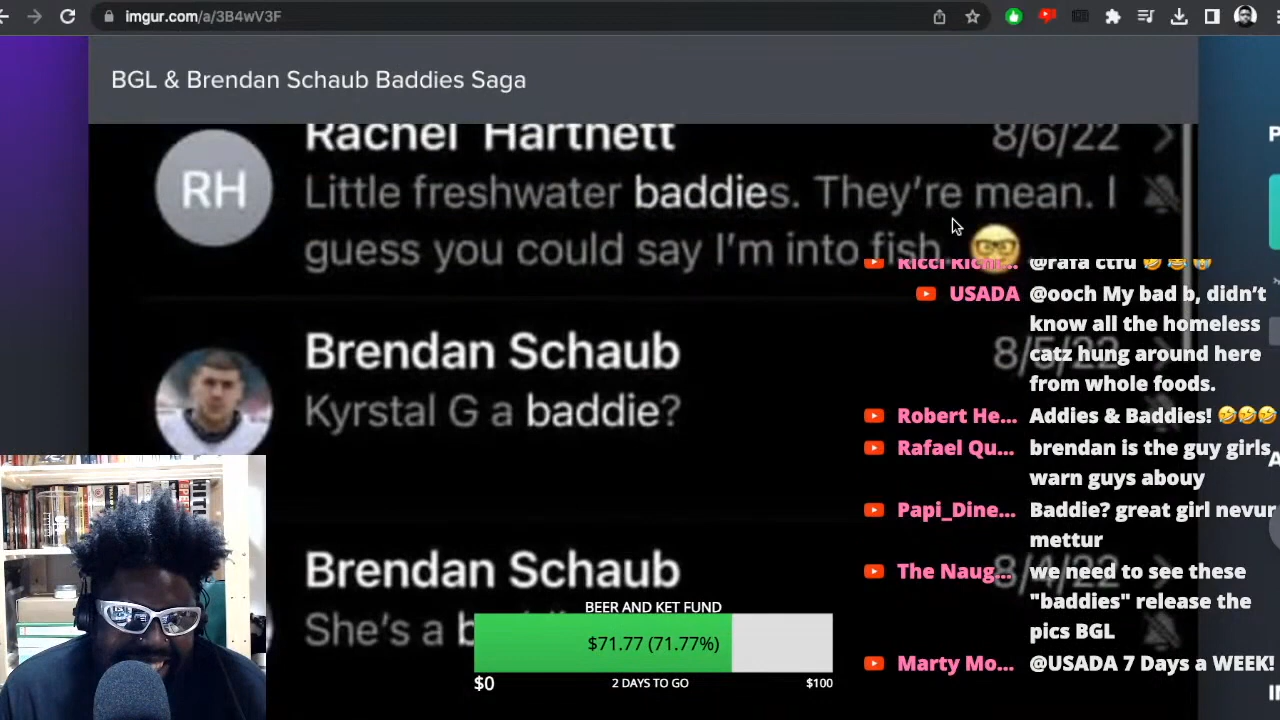 imgur.com/a/3B4wV3F
BGL & Brendan Schaub Baddies Saga
Rachel Hartnett
8/6/22
RH
Little freshwater baddies. They're mean. I
guess you could say I'm into fish.
Brendan Schaub
8/5/22
Kyrstal G a baddie?
Brendan Schaub
She's a
@rafa ctfu 🤣😂😭
USADA @ooch My bad b, didn't
know all the homeless
catz hung around here
from whole foods.
Robert He... Addies & Baddies! 🤣🤣🤣
Rafael Qu... brendan is the guy girls
warn guys abouy
Papi_Dine... Baddie? great girl nevur
mettur
The Naug... we need to see these
"baddies" release the
pics BGL
Marty Mo... @USADA 7 Days a WEEK!
BEER AND KET FUND
$71.77 (71.77%)
$0
2 DAYS TO GO
$100